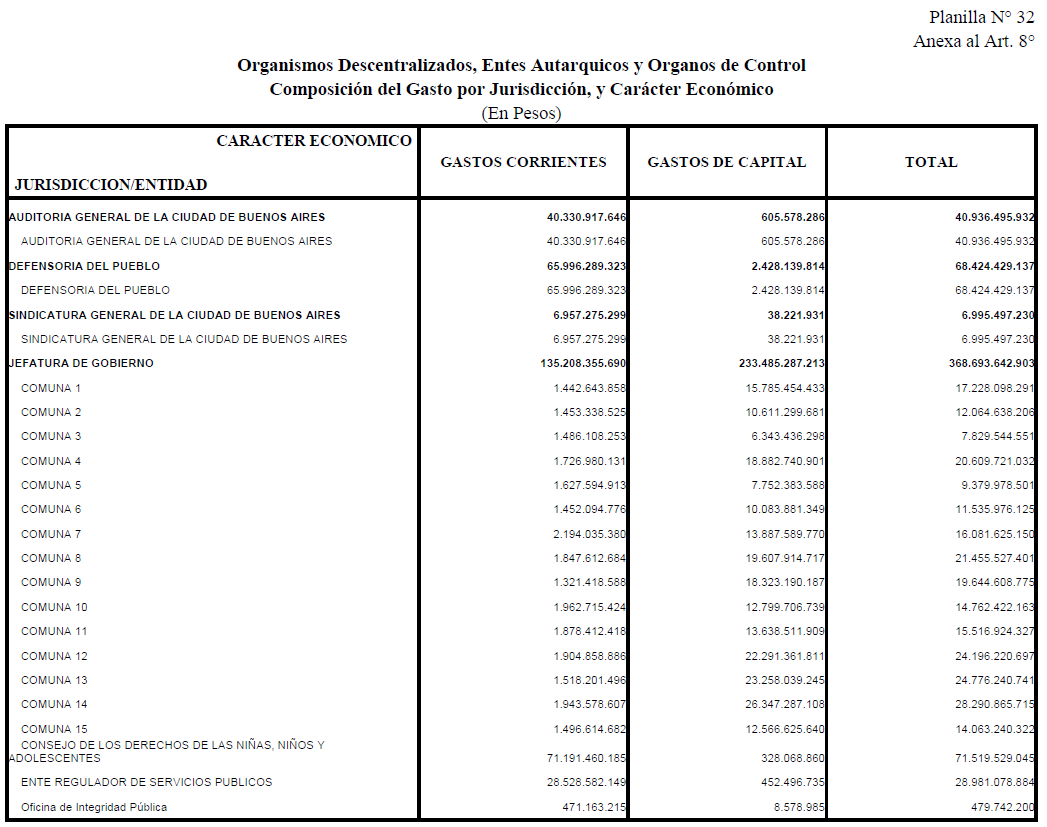 Planilla N° 32
Anexa al Art. 8°
Organismos Descentralizados, Entes Autarquicos y Organos de Control
Composición del Gasto por Jurisdicción, y Carácter Económico
(En Pesos)
CARACTER ECONOMICO
JURISDICCION/ENTIDAD GASTOS CORRIENTES GASTOS DE CAPITAL TOTAL
AUDITORIA GENERAL DE LA CIUDAD DE BUENOS AIRES 40.330.917.646 605.578.286 40.936.495.932
AUDITORIA GENERAL DE LA CIUDAD DE BUENOS AIRES 40.330.917.646 605.578.286 40.936.495.932
DEFENSORIA DEL PUEBLO 65.996.289.323 2.428.139.814 68.424.429.137
DEFENSORIA DEL PUEBLO 65.996.289.323 2.428.139.814 68.424.429.137
SINDICATURA GENERAL DE LA CIUDAD DE BUENOS AIRES 6.957.275.299 38.221.931 6.995.497.230
SINDICATURA GENERAL DE LA CIUDAD DE BUENOS AIRES 6.957.275.299 38.221.931 6.995.497.230
JEFATURA DE GOBIERNO 135.208.355.690 233.485.287.213 368.693.642.903
COMUNA 1 1.442.643.858 15.785.454.433 17.228.098.291
COMUNA 2 1.453.338.525 10.611.299.681 12.064.638.206
COMUNA 3 1.486.108.253 6.343.436.298 7.829.544.551
COMUNA 4 1.726.980.131 18.882.740.901 20.609.721.032
COMUNA 5 1.627.594.913 7.752.383.588 9.379.978.501
COMUNA 6 1.452.094.776 10.083.881.349 11.535.976.125
COMUNA 7 2.194.035.380 13.887.589.770 16.081.625.150
COMUNA 8 1.847.612.684 19.607.914.717 21.455.527.401
COMUNA 9 1.321.418.588 18.323.190.187 19.644.608.775
COMUNA 10 1.962.715.424 12.799.706.739 14.762.422.163
COMUNA 11 1.878.412.418 13.638.511.909 15.516.924.327
COMUNA 12 1.904.858.886 22.291.361.811 24.196.220.697
COMUNA 13 1.518.201.496 23.258.039.245 24.776.240.741
COMUNA 14 1.943.578.607 26.347.287.108 28.290.865.715
COMUNA 15 1.496.614.682 12.566.625.640 14.063.240.322
CONSEJO DE LOS DERECHOS DE LAS NIÑAS, NIÑOS Y
ADOLESCENTES 71.191.460.185 328.068.860 71.519.529.045
ENTE REGULADOR DE SERVICIOS PUBLICOS 28.528.582.149 452.496.735 28.981.078.884
Oficina de Integridad Pública 471.163.215 8.578.985 479.742.200